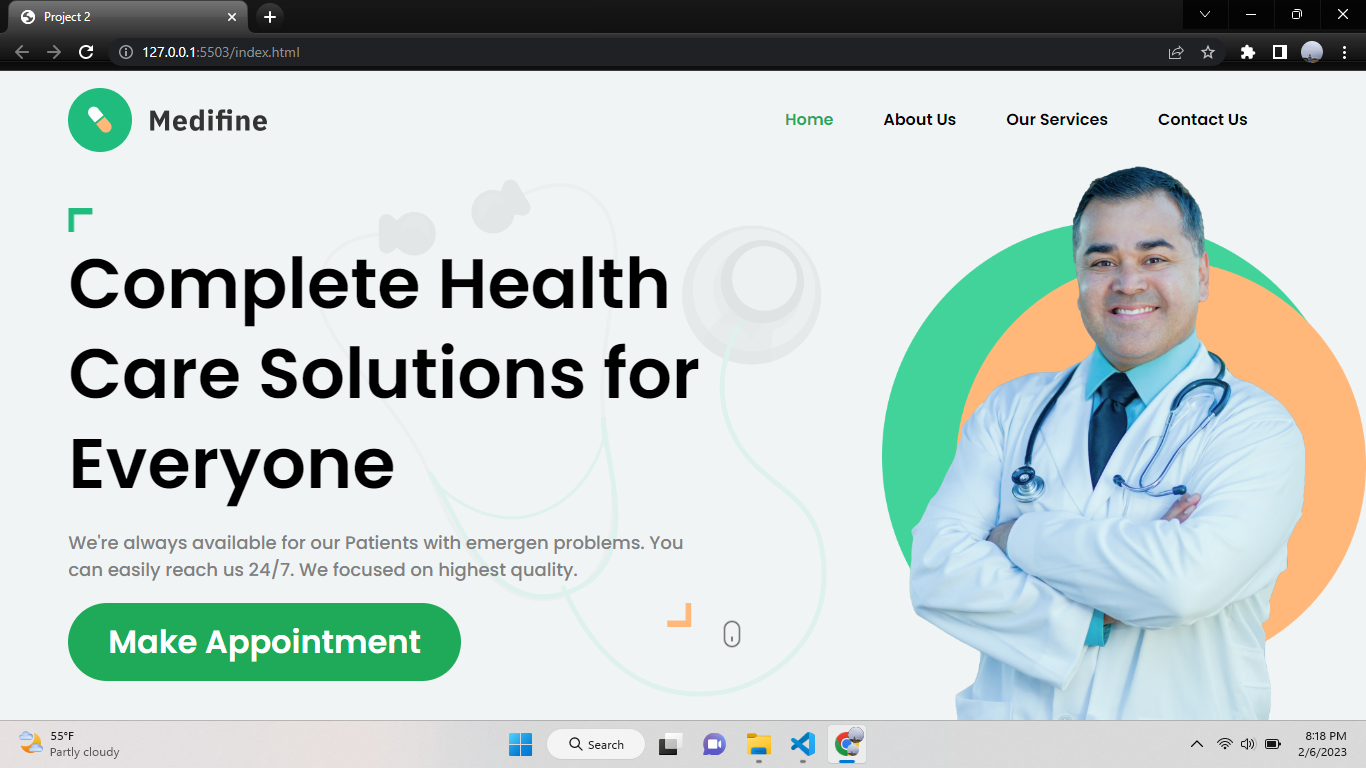 Project 2
127.0.0.1:5503/index.html
Medifine
Home
About Us
Our Services
Contact Us
Complete Health
Care Solutions for
Everyone
We're always available for our Patients with emergen problems. You
can easily reach us 24/7. We focused on highest quality.
Make Appointment
55°F
Partly cloudy
Search
8:18 PM
2/6/2023